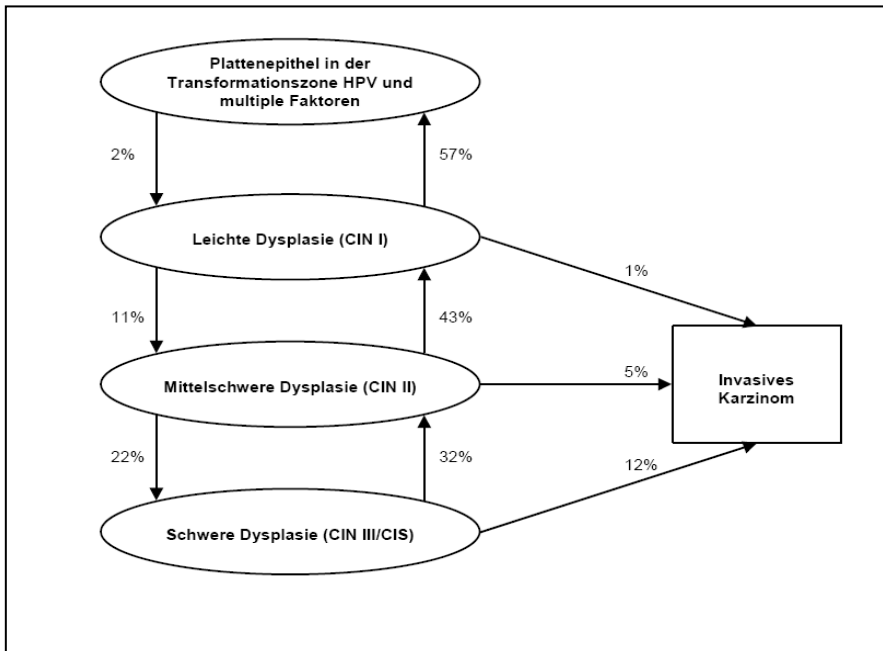 Plattenepithel in der
Transformationszone HPV und
multiple Faktoren
2%
57%
Leichte Dysplasie (CIN I)
1%
11%
43%
Mittelschwere Dysplasie (CIN II)
5%
Invasives
Karzinom
22%
32%
12%
Schwere Dysplasie (CIN III/CIS)